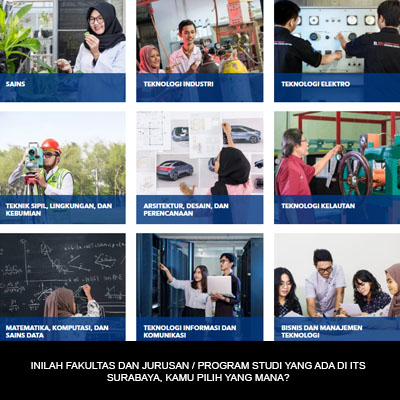 SAINS
TEKNOLOGI INDUSTRI
TEKNOLOGI ELEKTRO
TEKNIK SIPIL, LINGKUNGAN, DAN
KEBUMIAN
ARSITEKTUR, DESAIN, DAN
PERENCANAAN
TEKNOLOGI KELAUTAN
MATEMATIKA, KOMPUTASI, DAN
SAINS DATA
TEKNOLOGI INFORMASI DAN
KOMUNIKASI
BISNIS DAN MANAJEMEN
TEKNOLOGI
INILAH FAKULTAS DAN JURUSAN / PROGRAM STUDI YANG ADA DI ITS
SURABAYA, KAMU PILIH YANG MANA?